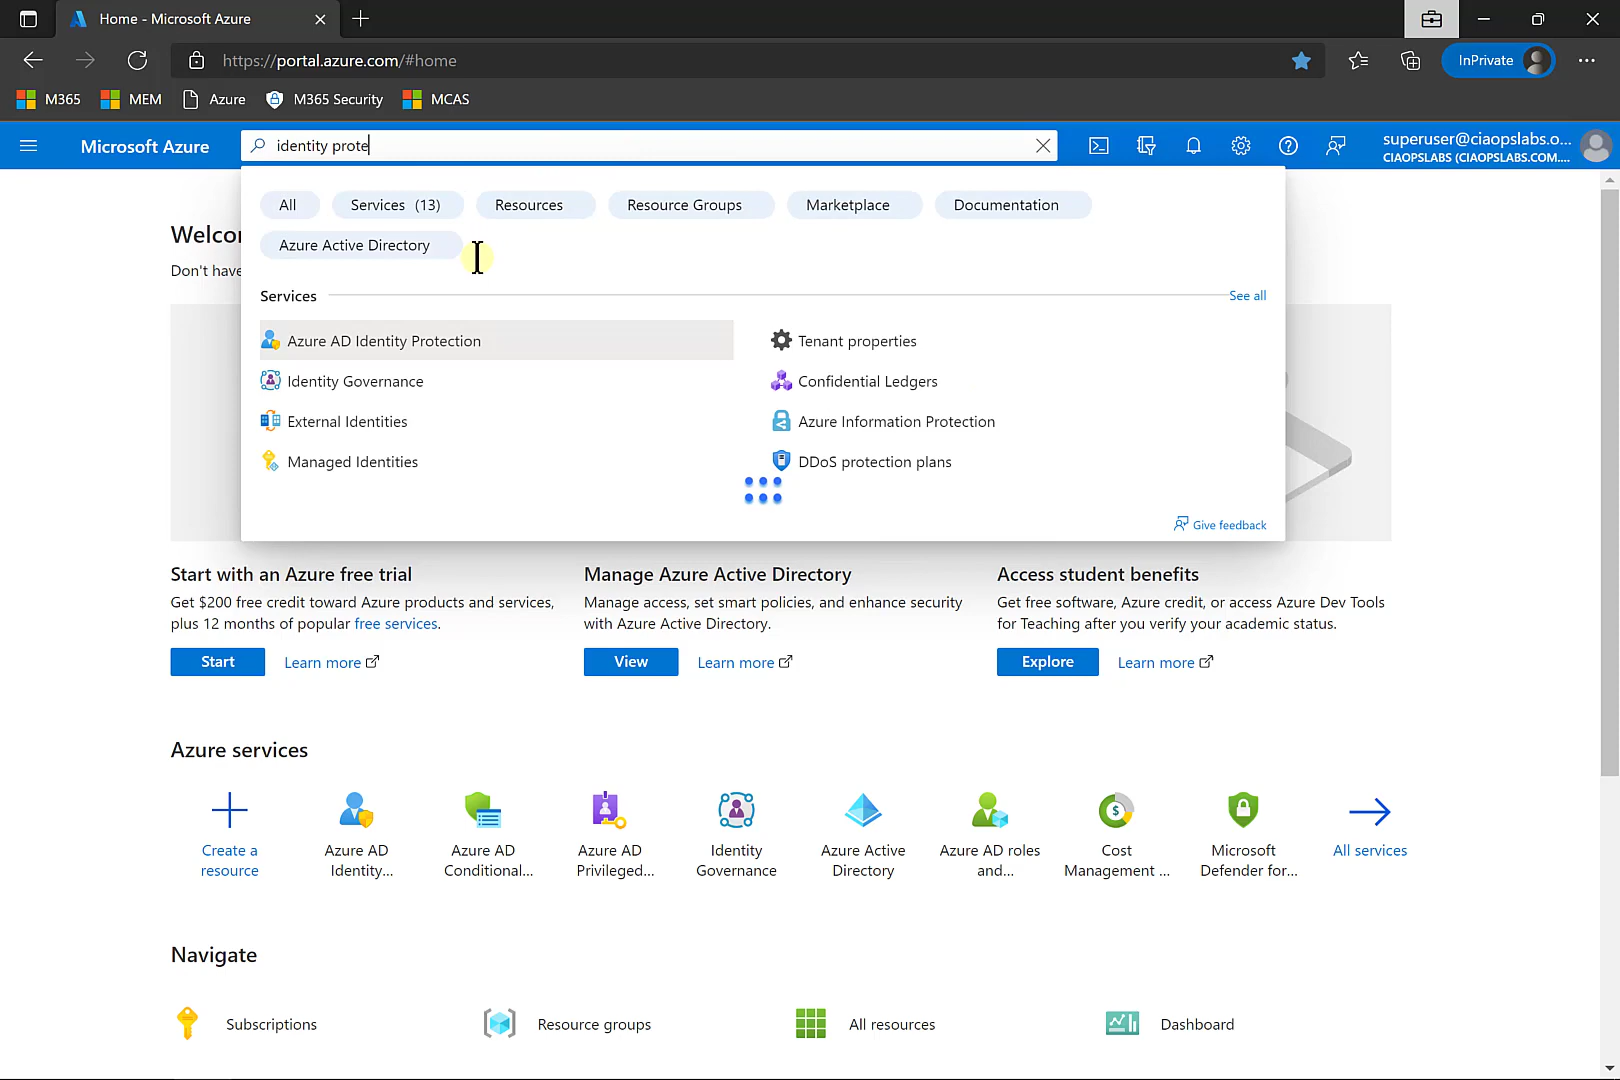 Home - Microsoft Azure
https://portal.azure.com/#home
InPrivate
M365
MEM
Azure
M365 Security
MCAS
Microsoft Azure
identity prote
superuser@ciaopslabs.o...
CIAOPSLABS (CIAOPSLABS.COM....
All
Services (13)
Resources
Resource Groups
Marketplace
Documentation
Azure Active Directory
Welcor
Don't have
Services
See all
Azure AD Identity Protection
Tenant properties
Identity Governance
Confidential Ledgers
External Identities
Azure Information Protection
Managed Identities
DDoS protection plans
Give feedback
Start with an Azure free trial
Get $200 free credit toward Azure products and services,
plus 12 months of popular free services.
Start
Learn more
Manage Azure Active Directory
Manage access, set smart policies, and enhance security
with Azure Active Directory.
View
Learn more
Access student benefits
Get free software, Azure credit, or access Azure Dev Tools
for Teaching after you verify your academic status.
Explore
Learn more
Azure services
Create a
resource
Azure AD
Identity...
Azure AD
Conditional...
Azure AD
Privileged...
Identity
Governance
Azure Active
Directory
Azure AD roles
and...
Cost
Management ...
Microsoft
Defender for...
All services
Navigate
Subscriptions
Resource groups
All resources
Dashboard